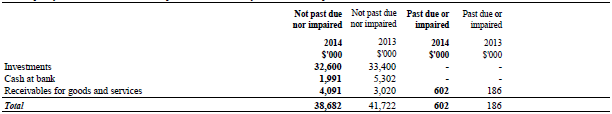 Not past due Not past due Past due or Past due or
nor impaired nor impaired impaired impaired
2014 2013 2014 2013
$'000 $'000 $'000 $'000
Investments 32,600 33,400 - -
Cash at bank 1,991 5,302 - -
Receivables for goods and services 4,091 3,020 602 186
Total 38,682 41,722 602 186